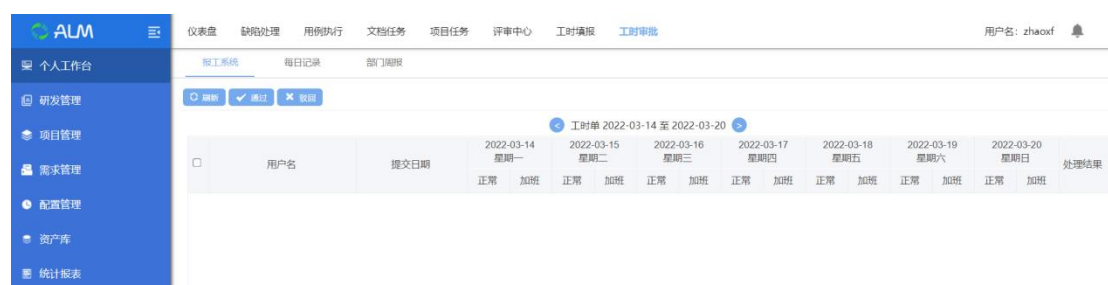 ALM
仪表盘 缺陷处理 用例执行 文档任务 项目任务 评审中心 工时填报 工时审批 用户名: zhaoxf
个人工作台
报工系统 每日记录 部门周报
研发管理
刷新 通过 驳回
工时单 2022-03-14 至 2022-03-20
项目管理
用户名 提交日期 2022-03-14 2022-03-15 2022-03-16 2022-03-17 2022-03-18 2022-03-19 2022-03-20 处理结果
星期一 星期二 星期三 星期四 星期五 星期六 星期日
正常 加班 正常 加班 正常 加班 正常 加班 正常 加班 正常 加班 正常 加班
需求管理
配置管理
资产库
统计报表